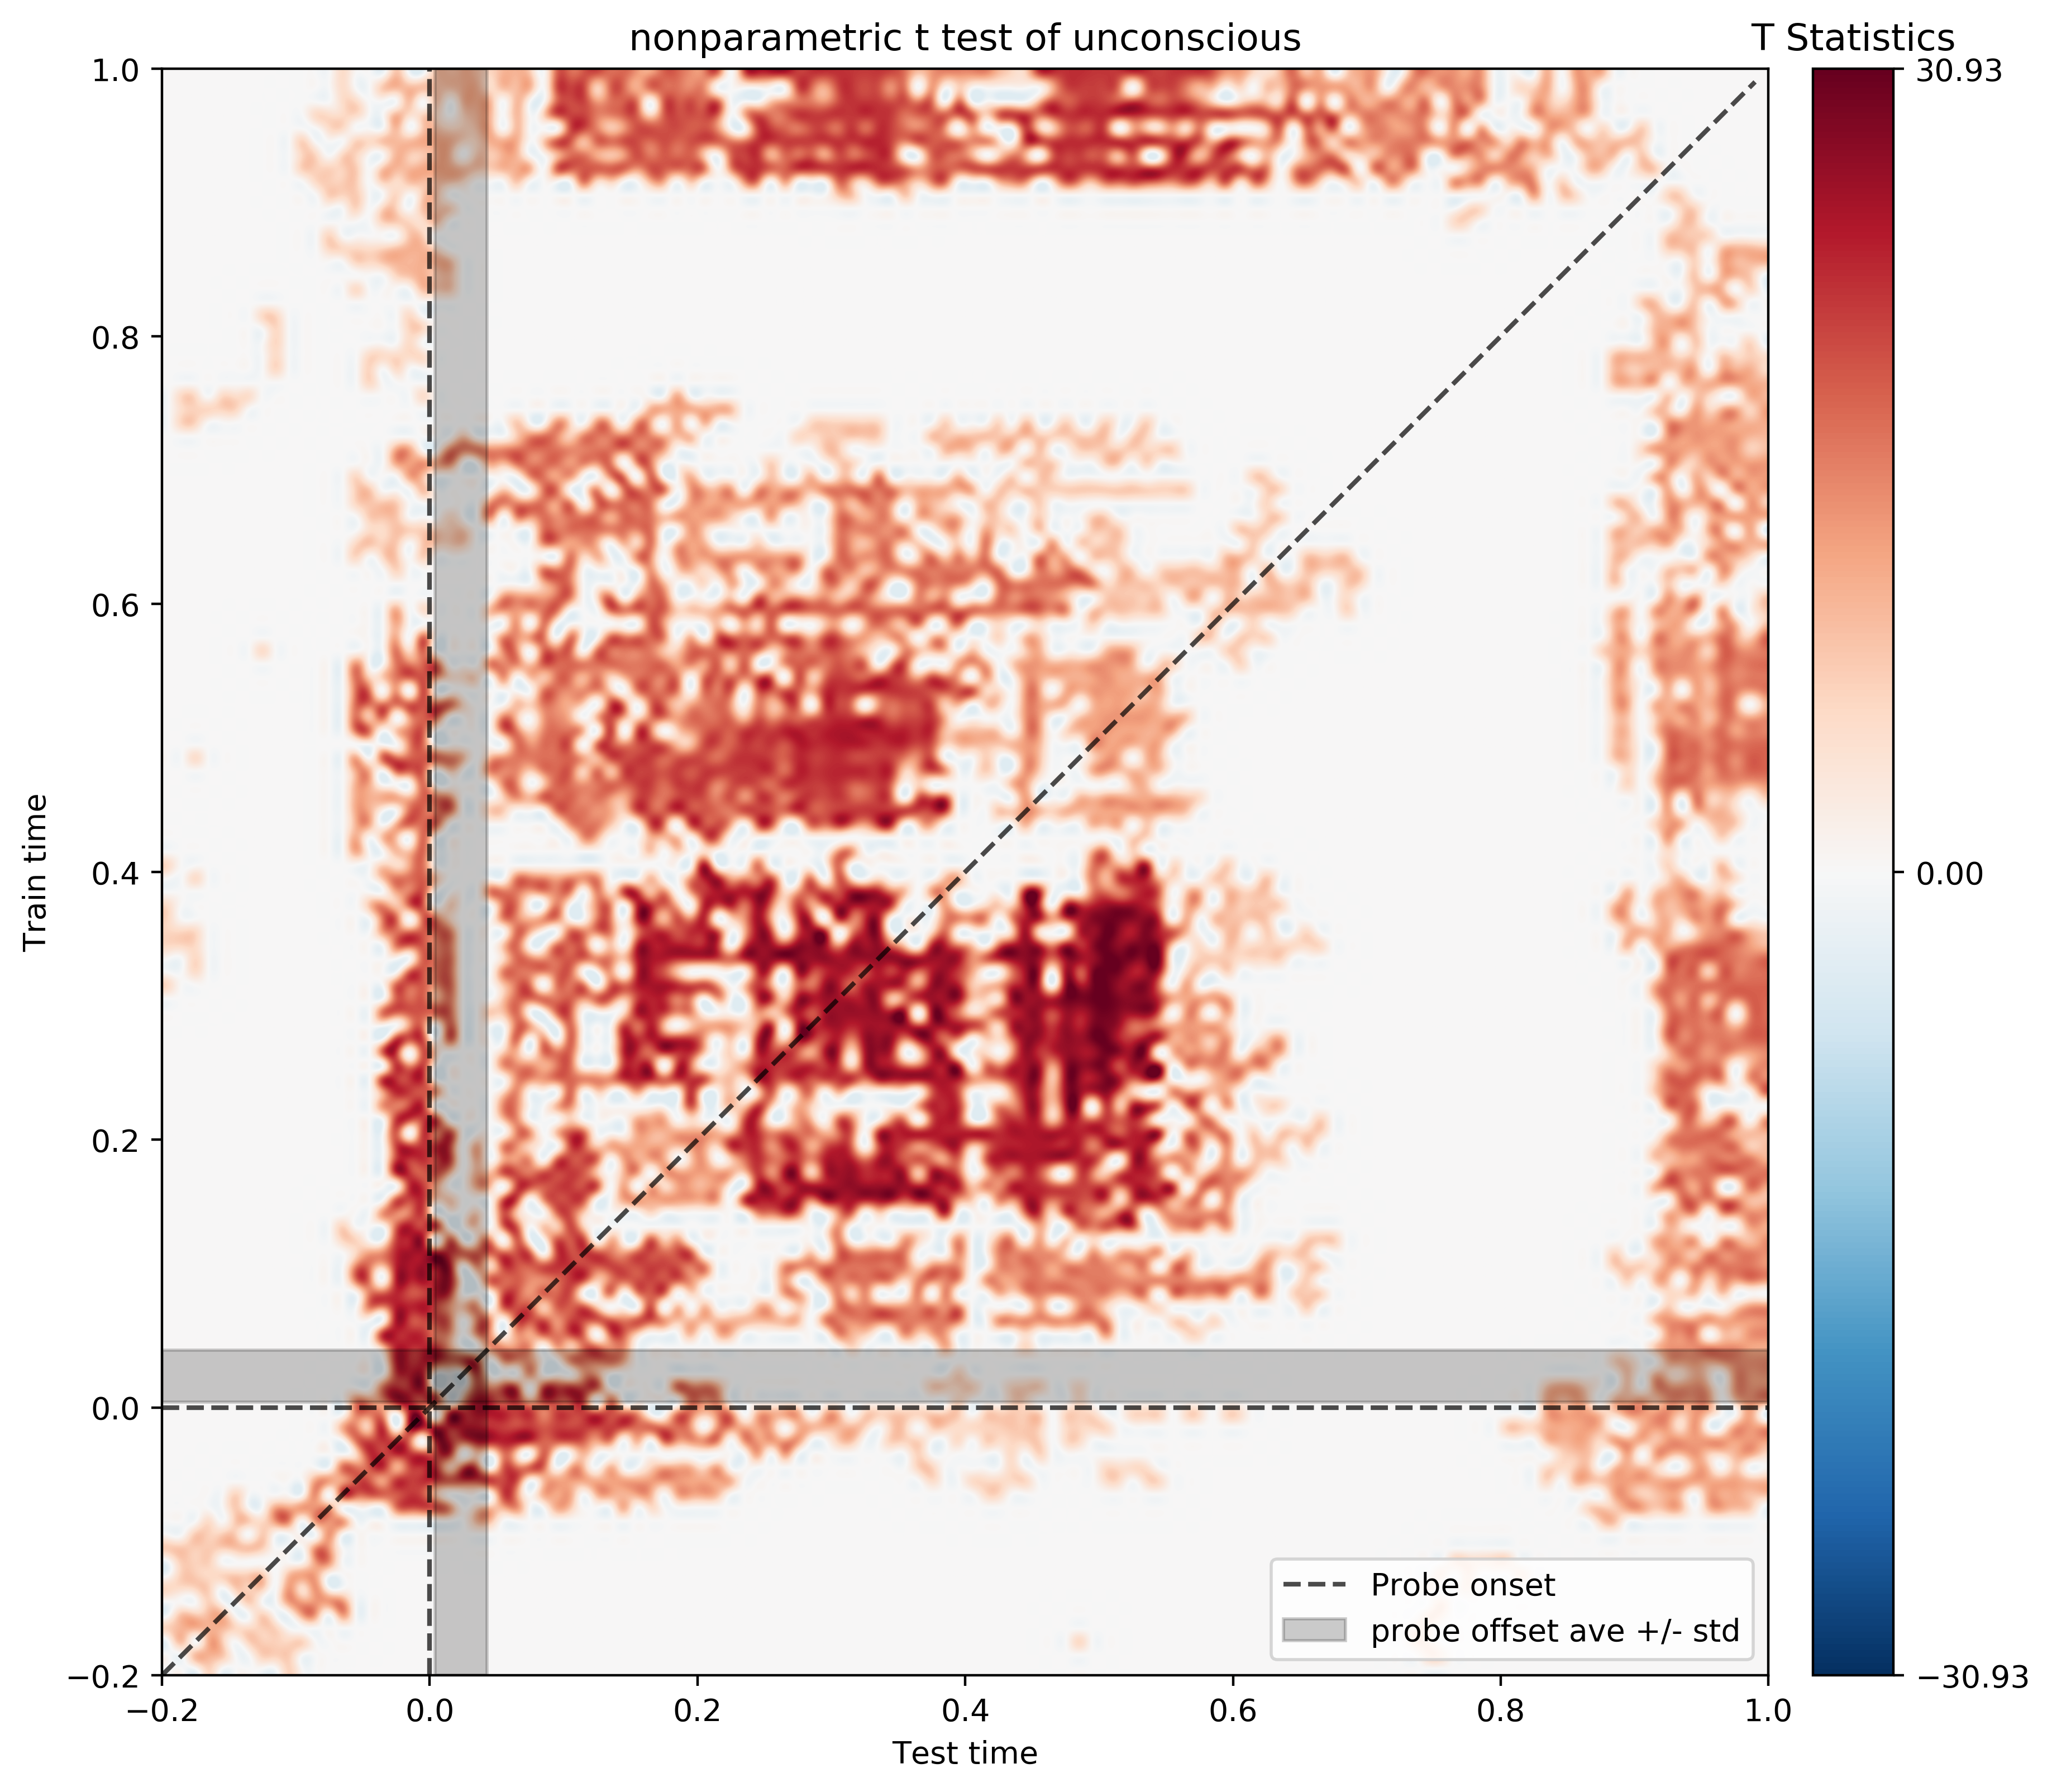 nonparametric t test of unconscious
T Statistics
1.0
0.8
0.6
0.4
0.2
0.0
−0.2
Train time
−0.2
0.0
0.2
0.4
0.6
0.8
1.0
Test time
Probe onset
probe offset ave +/- std
30.93
0.00
−30.93